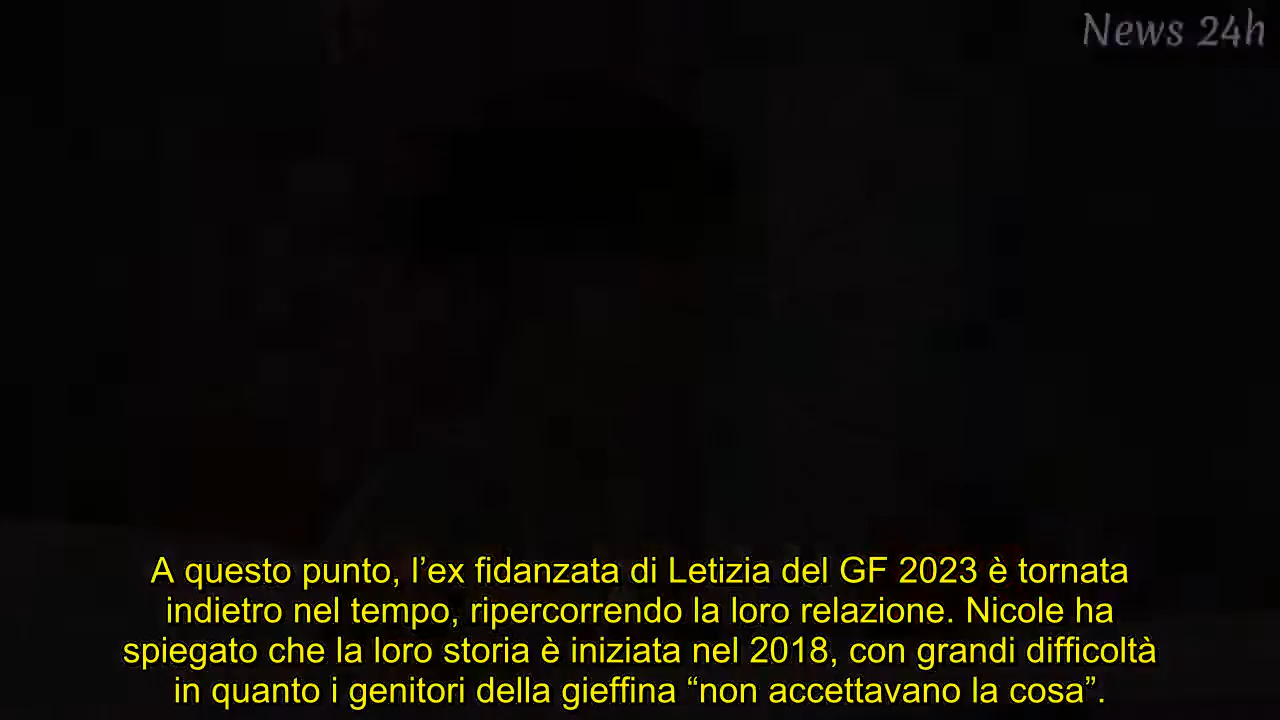 News 24h
A questo punto, l’ex fidanzata di Letizia del GF 2023 è tornata
indietro nel tempo, ripercorrendo la loro relazione. Nicole ha
spiegato che la loro storia è iniziata nel 2018, con grandi difficoltà
in quanto i genitori della gieffina “non accettavano la cosa”.